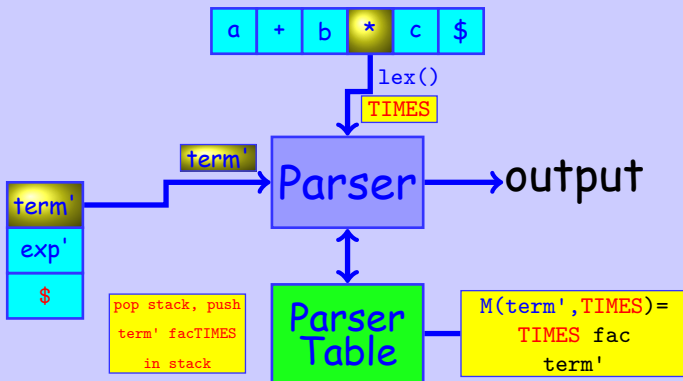 a + b * c $
lex()
TIMES
term'
Parser
output
term'
exp'
$
pop stack, push
term' facTIMES
in stack
Parser
Table
M(term',TIMES)=
TIMES fac
term'